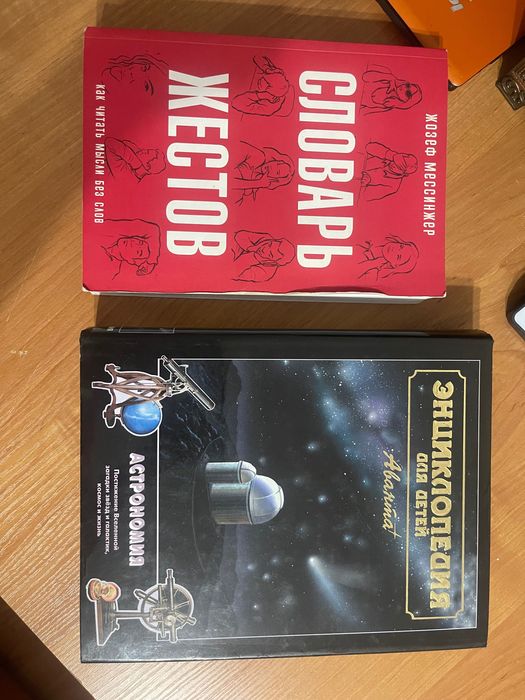 ЖОЗЕФ МЕССИНЖЕР
СЛОВАРЬ
ЖЕСТОВ
КАК ЧИТАТЬ МЫСЛИ БЕЗ СЛОВ
ЭНЦИКЛОПЕДИЯ
ДЛЯ ДЕТЕЙ
Аванта+
АСТРОНОМИЯ
Постижение Вселенной
загадки звёзд и галактик,
космос и жизнь